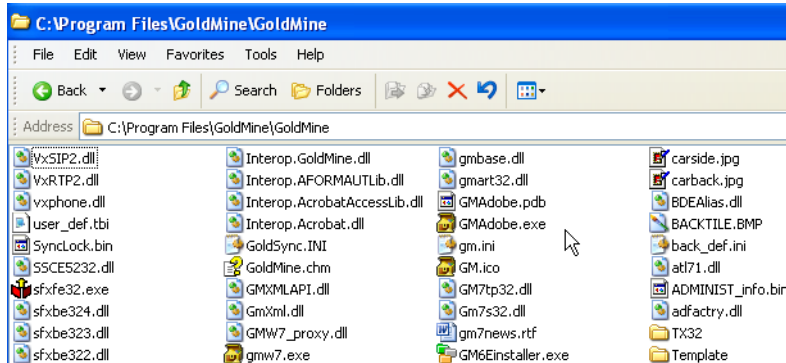 C:\Program Files\GoldMine\GoldMine
File Edit View Favorites Tools Help
Back Search Folders
Address C:\Program Files\GoldMine\GoldMine
VxSIP2.dll Interop.GoldMine.dll gmbase.dll carside.jpg
VxRTP2.dll Interop.AFORMAUTLib.dll gmart32.dll carback.jpg
vxphone.dll Interop.AcrobatAccessLib.dll GMAdobe.pdb BDEAlias.dll
user_def.tbi Interop.Acrobat.dll GMAdobe.exe BACKTILE.BMP
SyncLock.bin GoldSync.INI gm.ini back_def.ini
SSCE5232.dll GoldMine.chm GM.ico atl71.dll
sfxfe32.exe GMXMLAPI.dll GM7tp32.dll ADMINIST_info.bin
sfxbe324.dll GmXml.dll Gm7s32.dll adfactry.dll
sfxbe323.dll GMW7_proxy.dll gm7news.rtf TX32
sfxbe322.dll gmw7.exe GM6Einstaller.exe Template